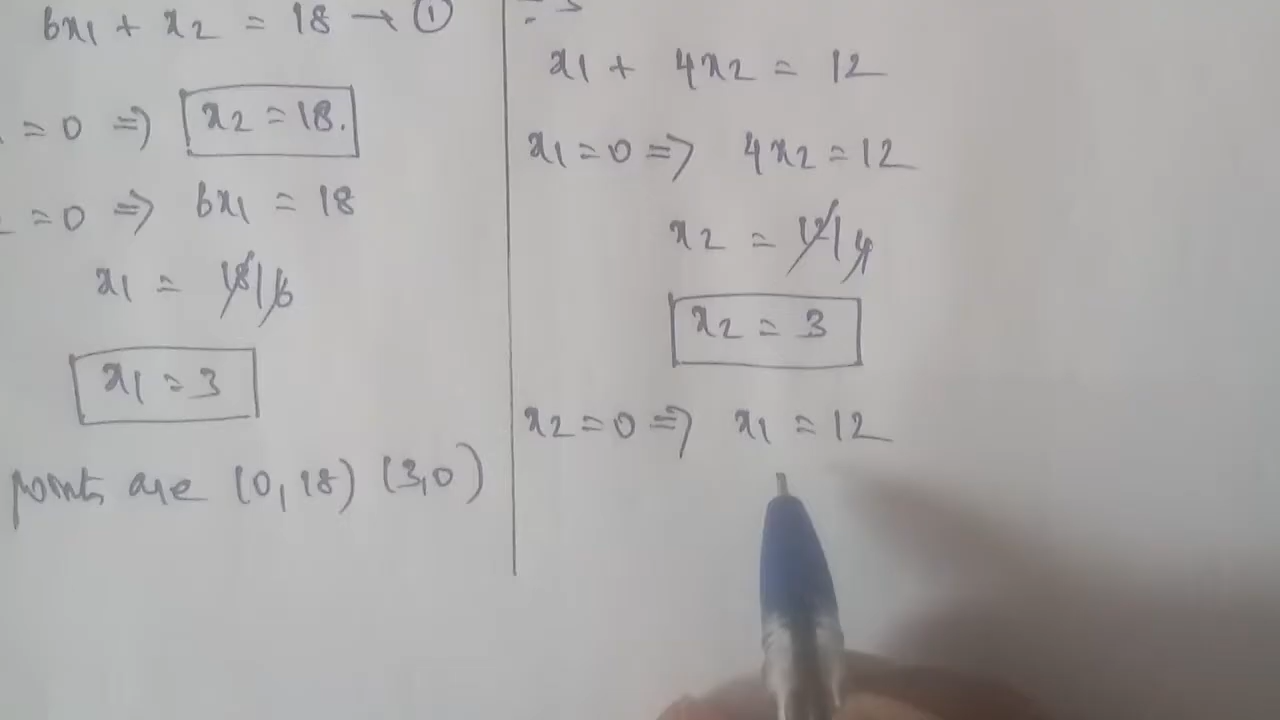 6x1 + x2 = 18 → ①
= 0 ⇒ x2 = 18.
= 0 ⇒ 6x1 = 18
x1 = 18/6
x1 = 3
points are (0,18) (3,0)
x1 + 4x2 = 12
x1 = 0 ⇒ 4x2 = 12
x2 = 12/4
x2 = 3
x2 = 0 ⇒ x1 = 12